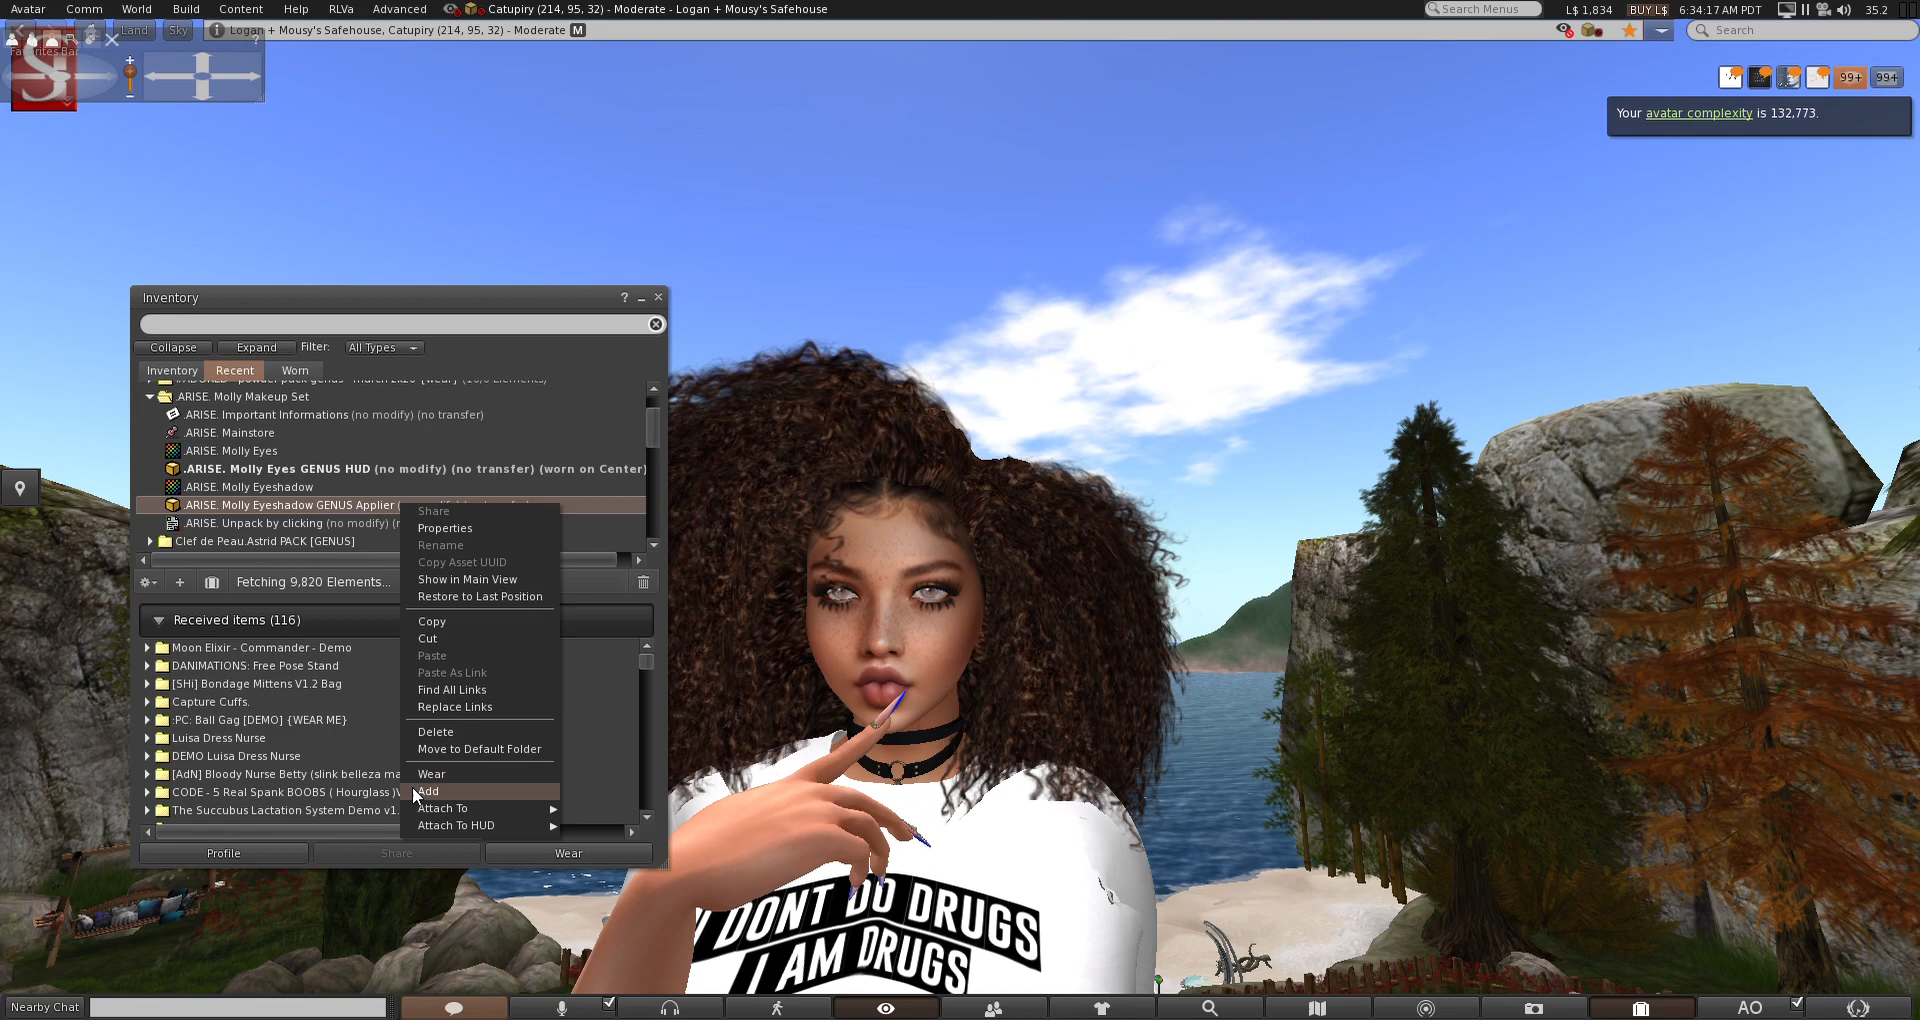 Avatar Comm World Build Content Help RLVa Advanced Catupiry (214, 95, 32) - Moderate - Logan + Mousy's Safehouse Search Menus L$ 1,834 BUY L$ 6:34:17 AM PDT 35.2
Land Sky Logan + Mousy's Safehouse, Catupiry (214, 95, 32) - Moderate M Search
Favorites Bar
99+ 99+
Your avatar complexity is 132,773.
Inventory ?
Collapse Expand Filter: All Types
Inventory Recent Worn
.ARISE. Molly Makeup Set
.ARISE. Important Informations (no modify) (no transfer)
.ARISE. Mainstore
.ARISE. Molly Eyes
.ARISE. Molly Eyes GENUS HUD (no modify) (no transfer) (worn on Center)
.ARISE. Molly Eyeshadow
.ARISE. Molly Eyeshadow GENUS Applier
.ARISE. Unpack by clicking (no modify)
Clef de Peau.Astrid PACK [GENUS]
Fetching 9,820 Elements...
Received items (116)
Moon Elixir - Commander - Demo
DANIMATIONS: Free Pose Stand
[SHi] Bondage Mittens V1.2 Bag
Capture Cuffs.
:PC: Ball Gag [DEMO] {WEAR ME}
Luisa Dress Nurse
DEMO Luisa Dress Nurse
[AdN] Bloody Nurse Betty (slink belleza ma
CODE - 5 Real Spank BOOBS ( Hourglass )V
The Succubus Lactation System Demo v1.
Profile Share Wear
Share
Properties
Rename
Copy Asset UUID
Show in Main View
Restore to Last Position
Copy
Cut
Paste
Paste As Link
Find All Links
Replace Links
Delete
Move to Default Folder
Wear
Add
Attach To
Attach To HUD
I DONT DO DRUGS
I AM DRUGS
Nearby Chat AO